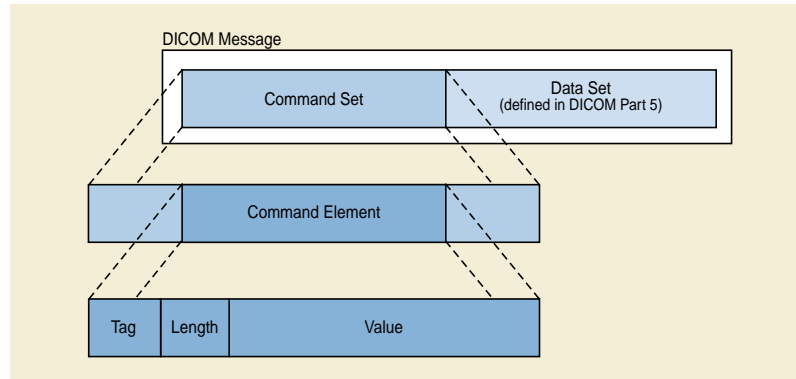 DICOM Message
Command Set
Data Set
(defined in DICOM Part 5)
Command Element
Tag
Length
Value